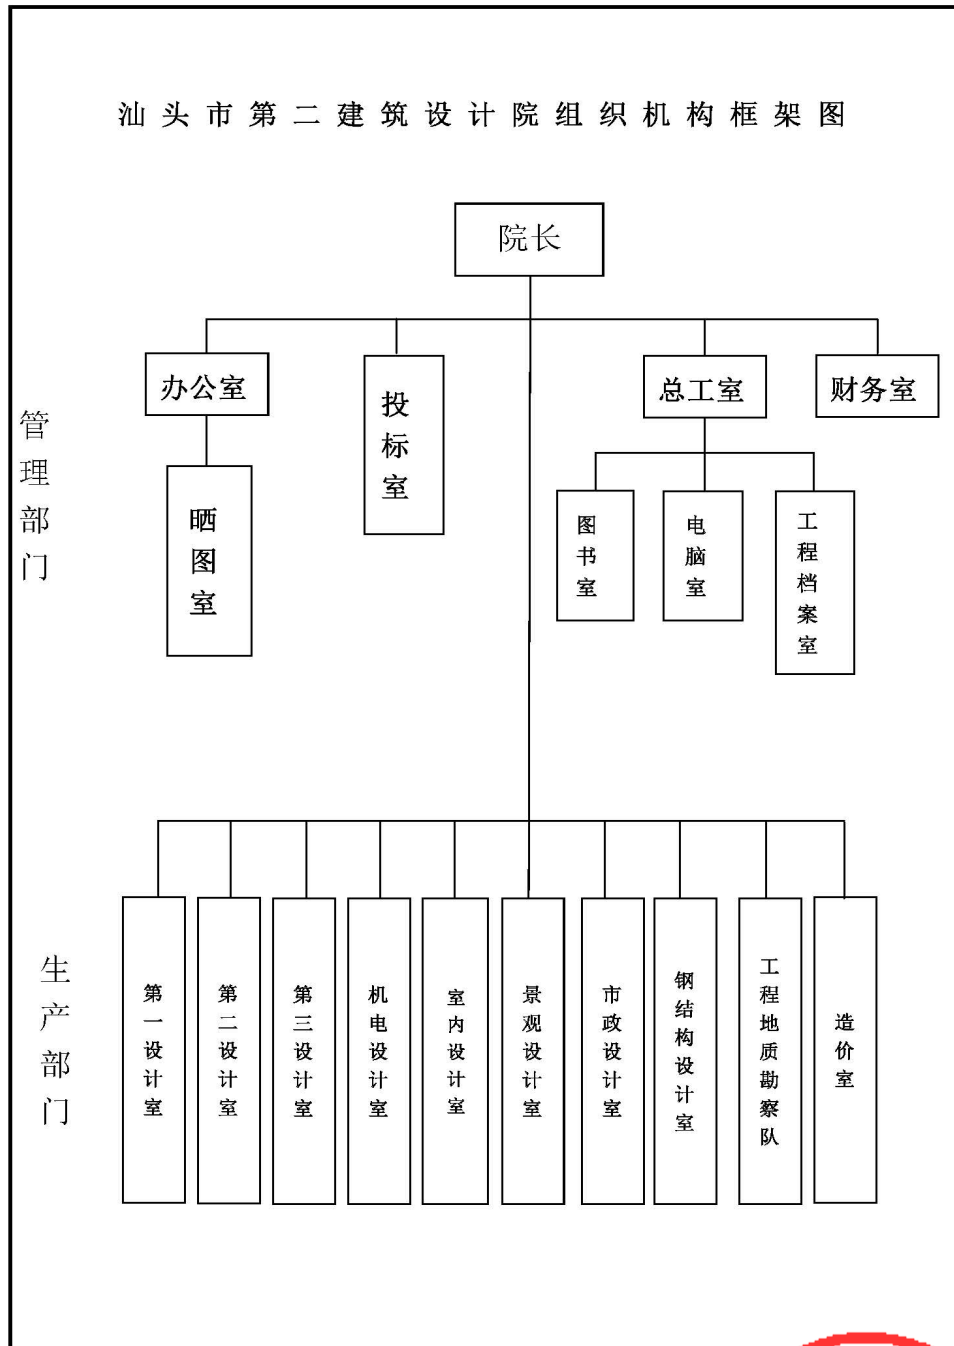 汕头市第二建筑设计院组织机构框架图
院长
办公室
投标室
总工室
财务室
管理部门
晒图室
图书室
电脑室
工程档案室
生产部门
第一设计室
第二设计室
第三设计室
机电设计室
室内设计室
景观设计室
市政设计室
钢结构设计室
工程地质勘察队
造价室